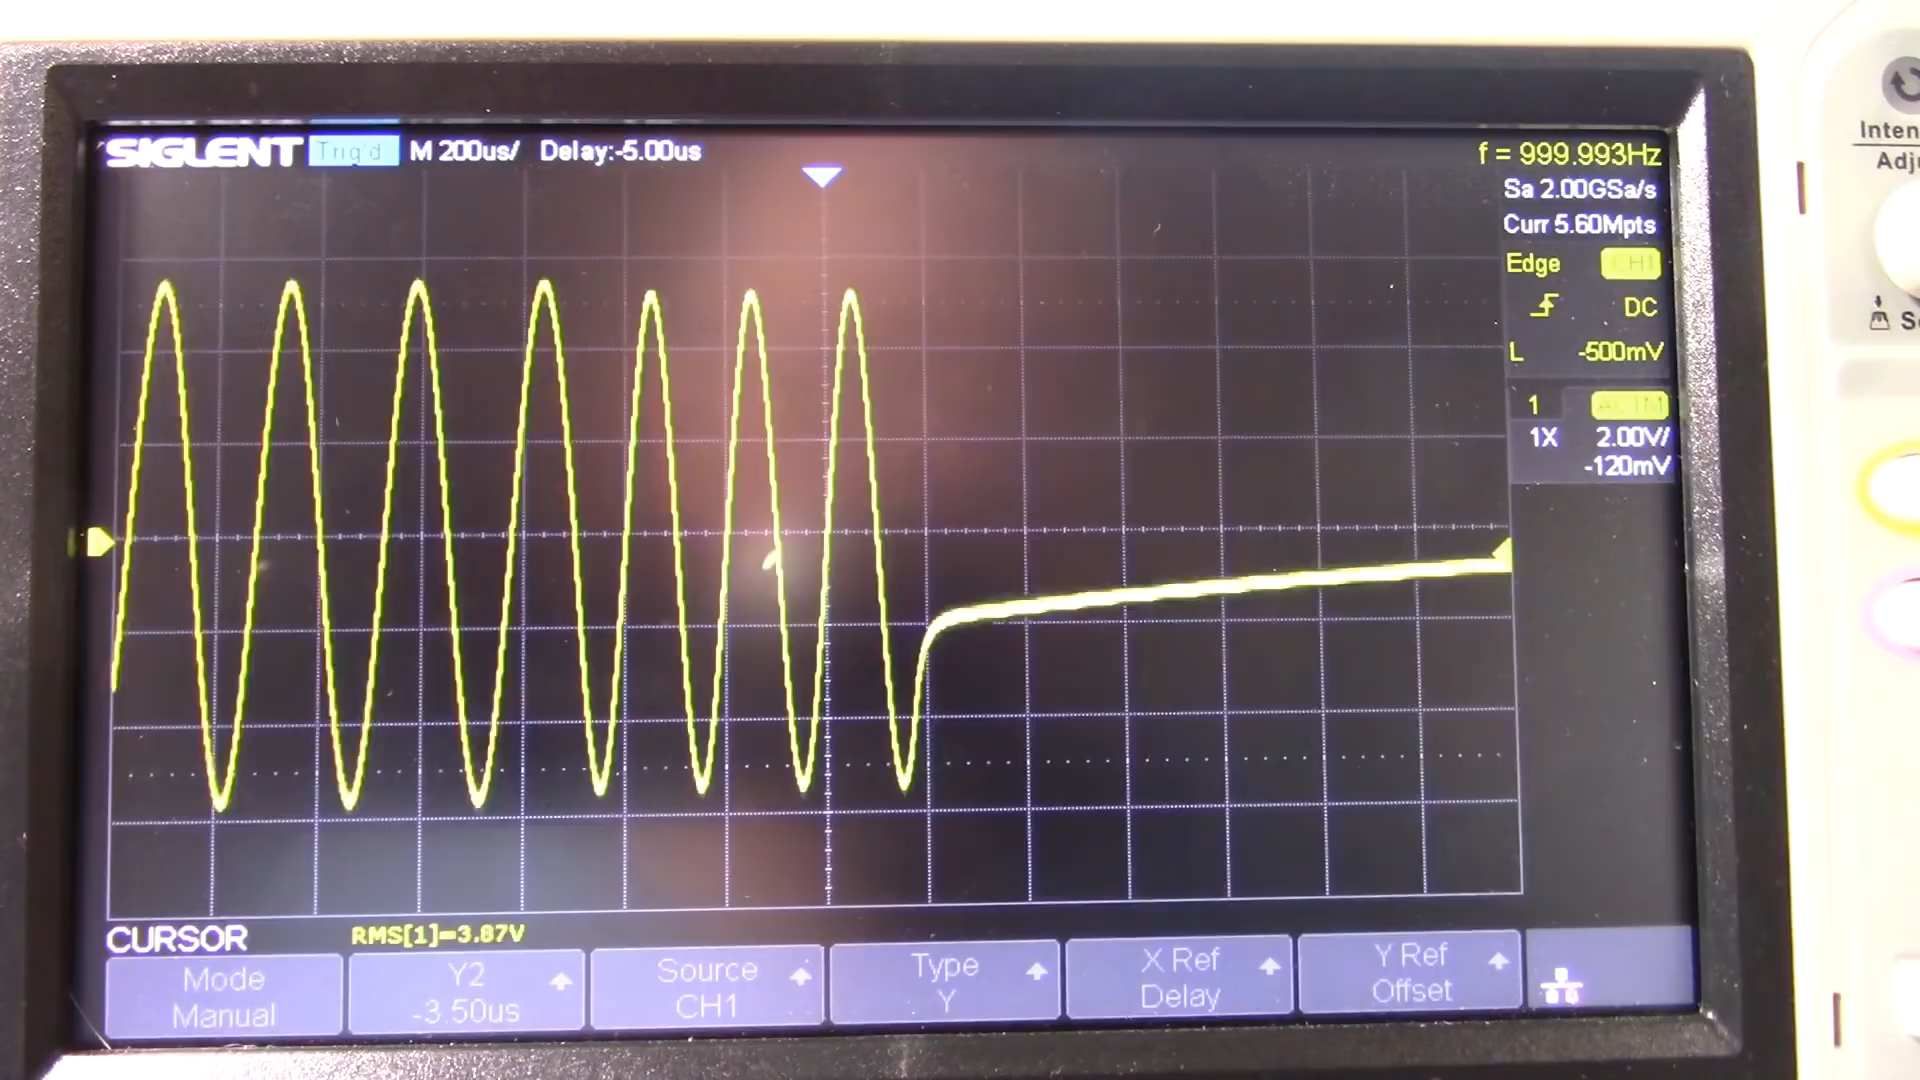 SIGLENT Trig'd M 200us/ Delay:-5.00us
f = 999.993Hz
Sa 2.00GSa/s
Curr 5.60Mpts
Edge CH1
DC
L -500mV
1
1X 2.00V/
-120mV
CURSOR RMS[1]=3.87V
Mode
Manual
Y2
-3.50us
Source
CH1
Type
Y
X Ref
Delay
Y Ref
Offset